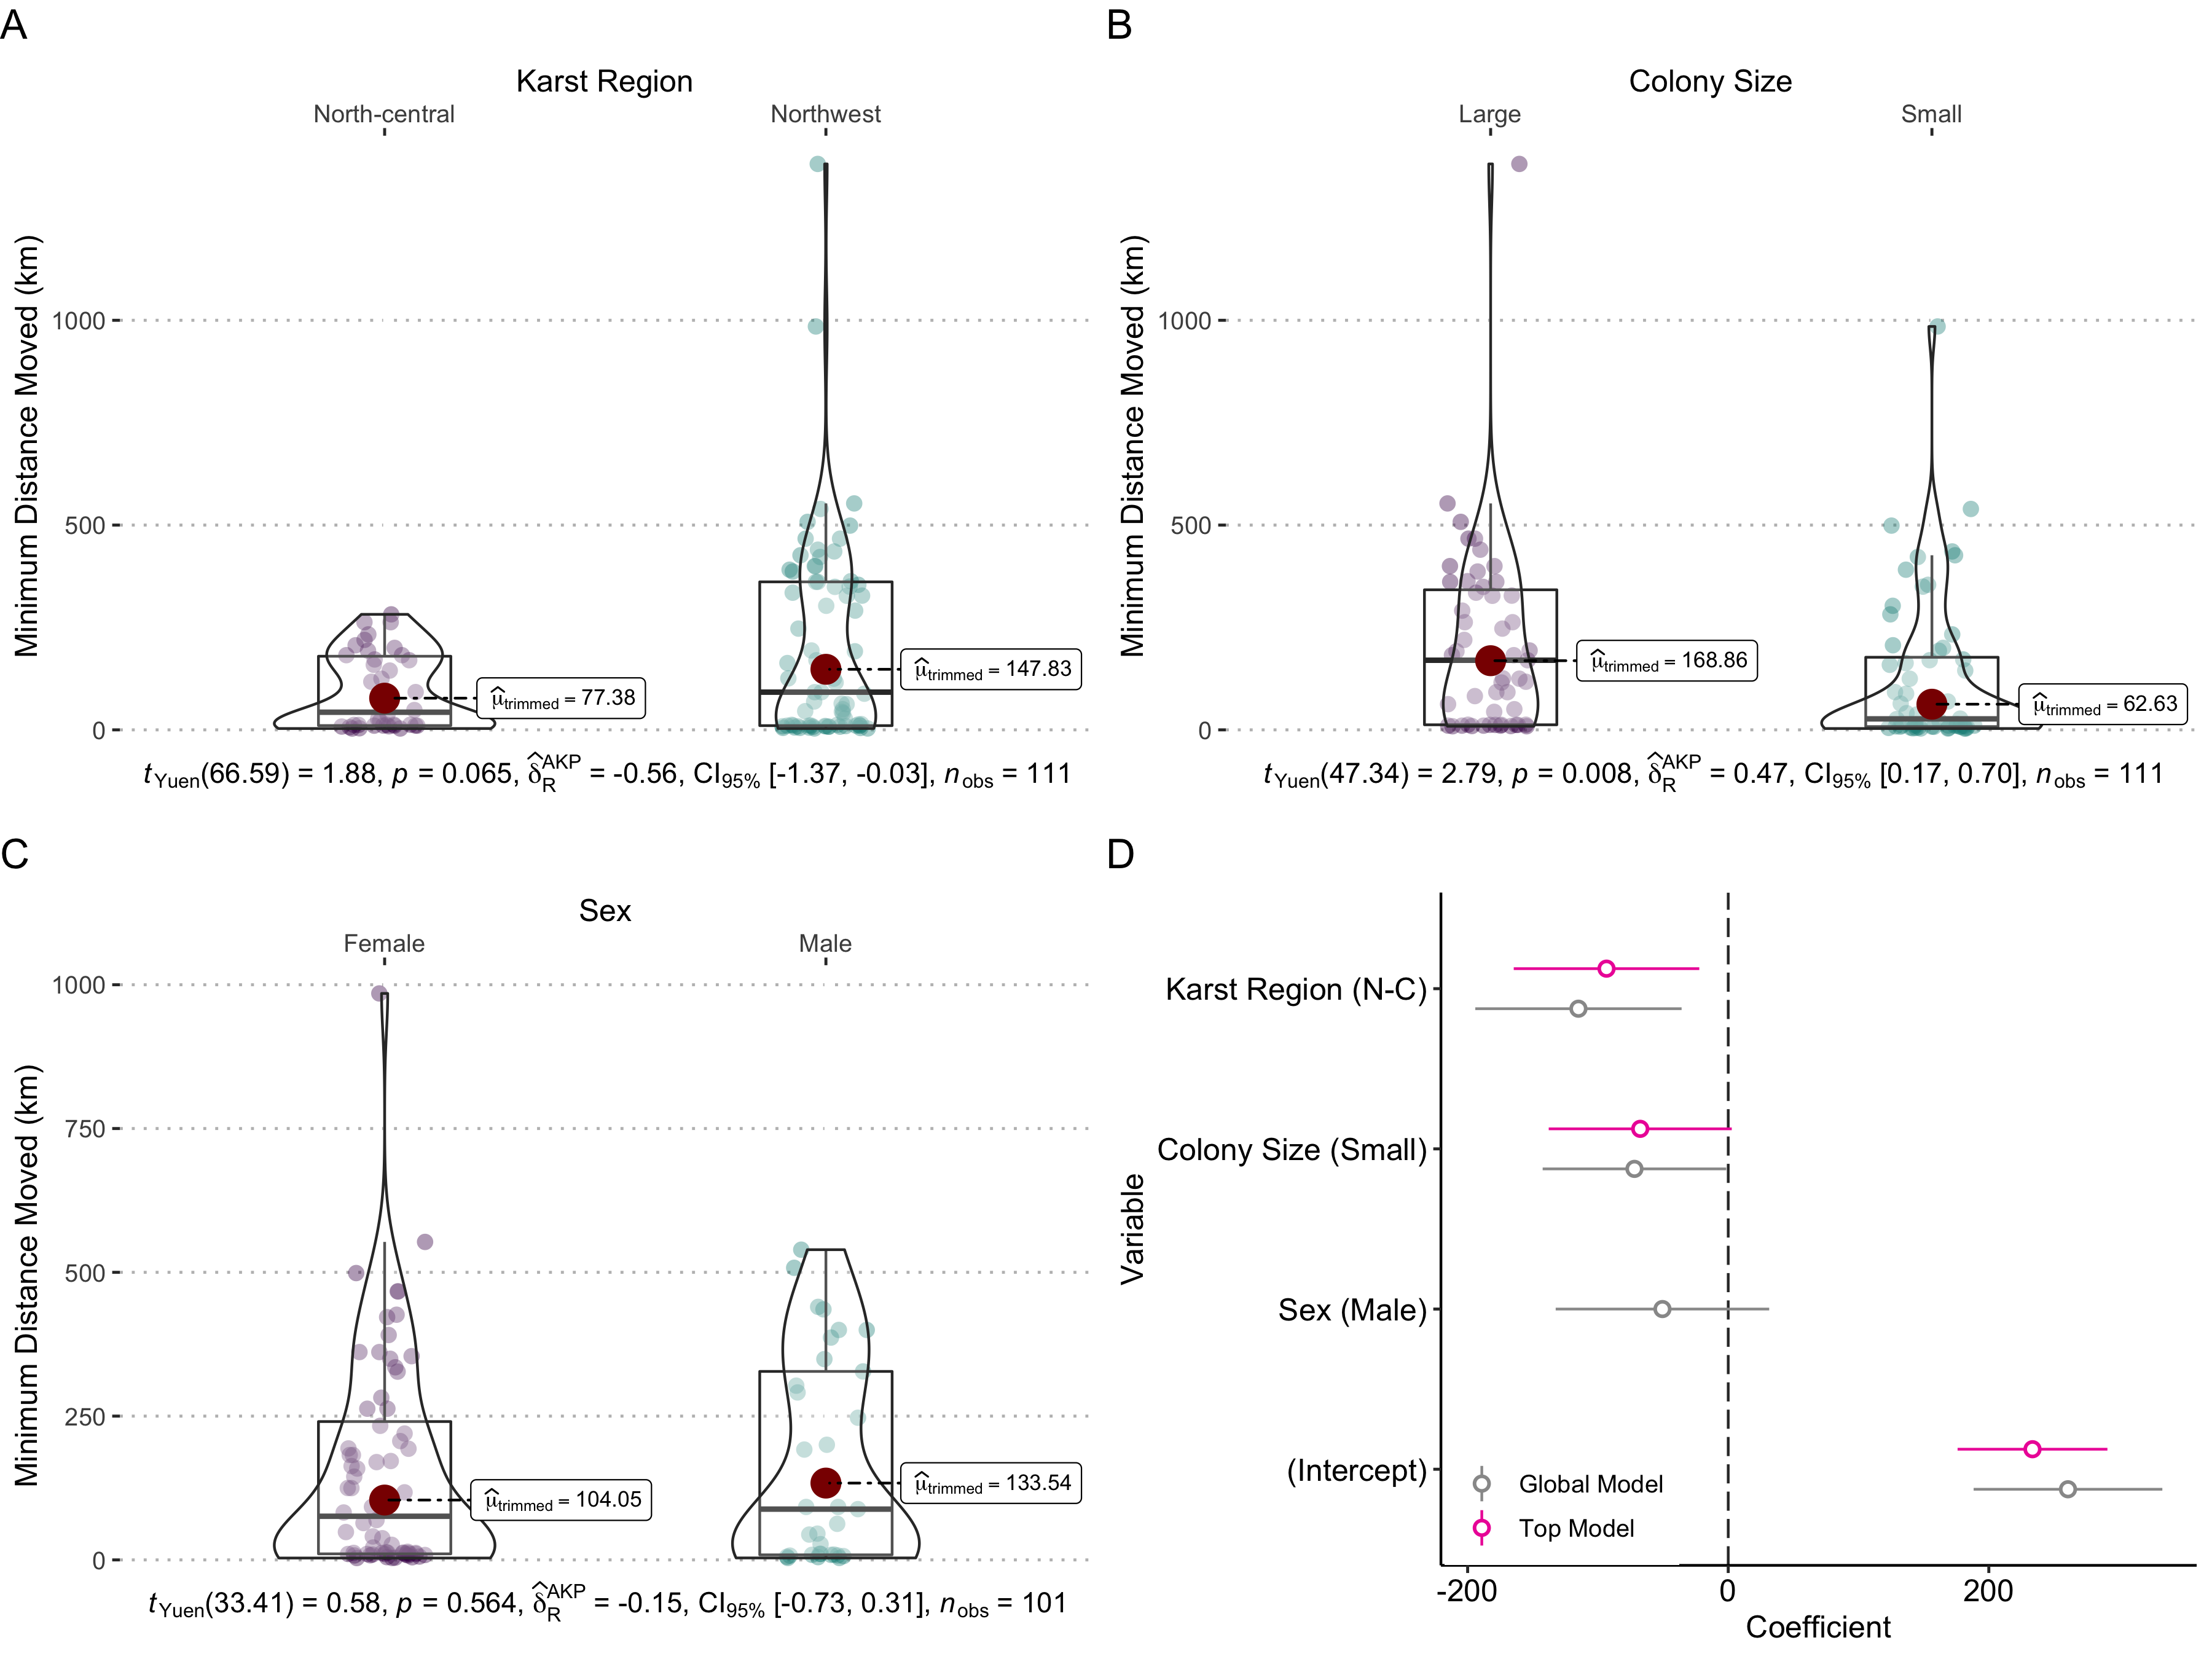 A
Karst Region
North-central Northwest
Minimum Distance Moved (km)
1000
500
0
μ̂trimmed = 77.38
μ̂trimmed = 147.83
tYuen(66.59) = 1.88, p = 0.065, δ̂RAKP = -0.56, CI95% [-1.37, -0.03], nobs = 111
B
Colony Size
Large Small
Minimum Distance Moved (km)
1000
500
0
μ̂trimmed = 168.86
μ̂trimmed = 62.63
tYuen(47.34) = 2.79, p = 0.008, δ̂RAKP = 0.47, CI95% [0.17, 0.70], nobs = 111
C
Sex
Female Male
Minimum Distance Moved (km)
1000
750
500
250
0
μ̂trimmed = 104.05
μ̂trimmed = 133.54
tYuen(33.41) = 0.58, p = 0.564, δ̂RAKP = -0.15, CI95% [-0.73, 0.31], nobs = 101
D
Variable
Karst Region (N-C)
Colony Size (Small)
Sex (Male)
(Intercept)
Global Model
Top Model
-200 0 200
Coefficient